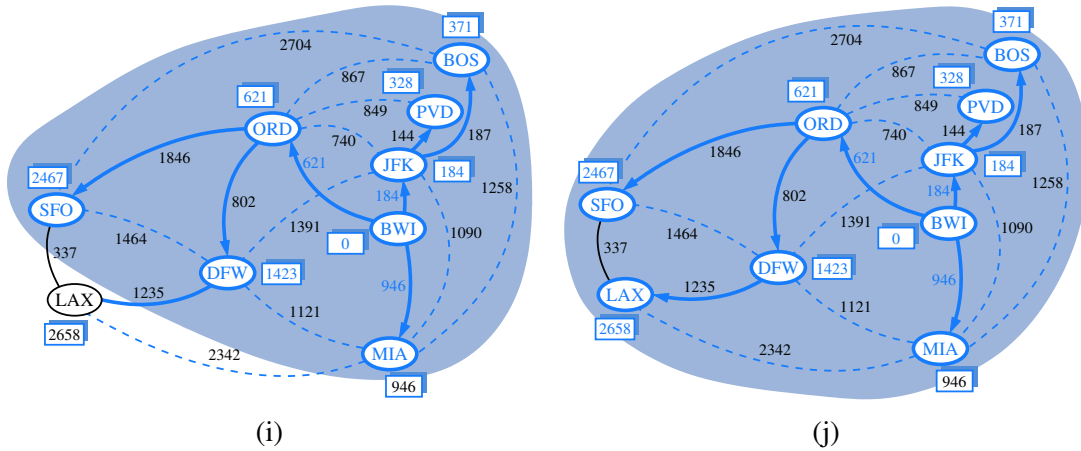 371
2704
BOS
867
328
621
PVD
849
ORD
144
187
740
1846
JFK
621
2467
184
1258
184
SFO
802
1391
BWI
1464
1090
0
337
DFW
1423
946
LAX
1235
1121
2658
2342
MIA
946
(i)
371
2704
BOS
867
328
621
PVD
849
ORD
144
187
740
1846
JFK
621
2467
184
1258
184
SFO
802
1391
BWI
1464
1090
0
337
DFW
1423
946
LAX
1235
1121
2658
2342
MIA
946
(j)